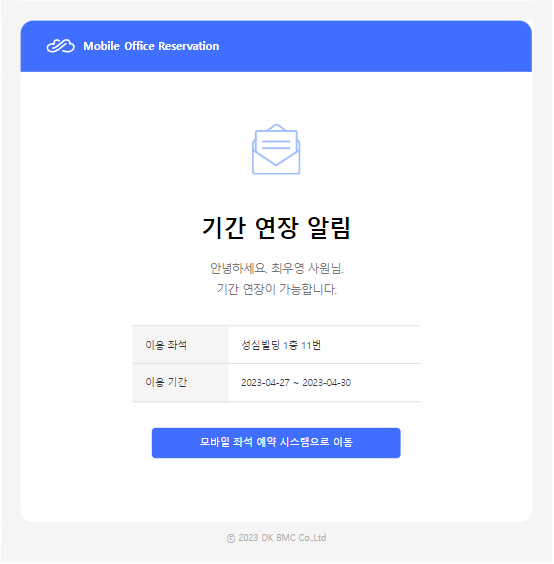 Mobile Office Reservation
기간 연장 알림
안녕하세요, 최우영 사원님.
기간 연장이 가능합니다.
이용 좌석 성심빌딩 1층 11번
이용 기간 2023-04-27 ~ 2023-04-30
모바일 좌석 예약 시스템으로 이동
© 2023 DK BMC Co.,Ltd